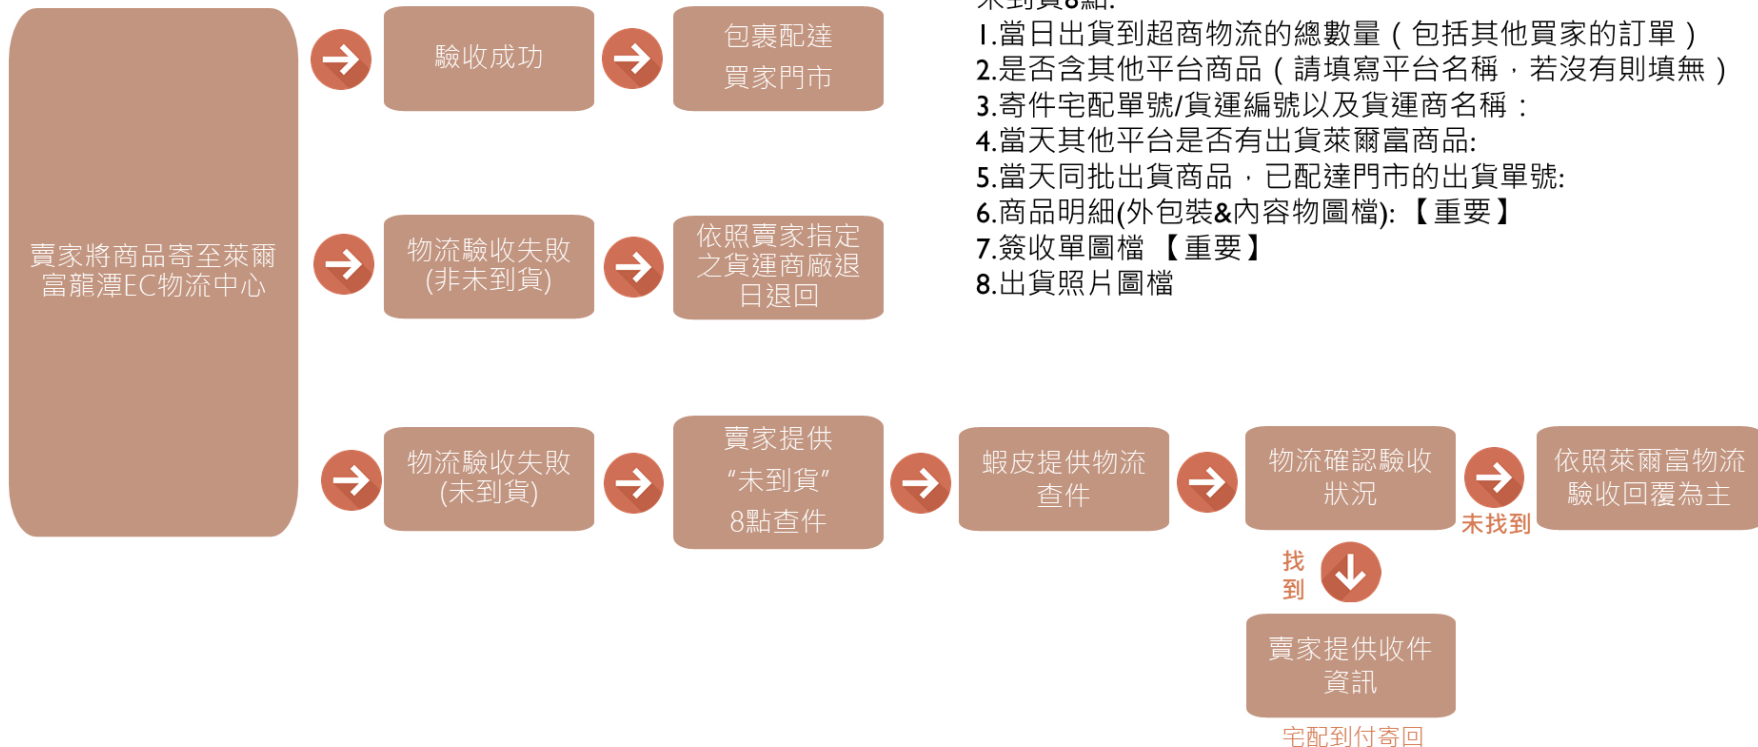 賣家將商品寄至萊爾
富龍潭EC物流中心
驗收成功
包裹配達
買家門市
物流驗收失敗
(非未到貨)
依照賣家指定
之貨運商廠退
日退回
物流驗收失敗
(未到貨)
賣家提供
“未到貨”
8點查件
蝦皮提供物流
查件
物流確認驗收
狀況
未找到
依照萊爾富物流
驗收回覆為主
找
到
賣家提供收件
資訊
宅配到付寄回
未到貨8點:
1.當日出貨到超商物流的總數量（包括其他買家的訂單）
2.是否含其他平台商品（請填寫平台名稱，若沒有則填無）
3.寄件宅配單號/貨運編號以及貨運商名稱：
4.當天其他平台是否有出貨萊爾富商品:
5.當天同批出貨商品，已配達門市的出貨單號:
6.商品明細(外包裝&內容物圖檔):【重要】
7.簽收單圖檔【重要】
8.出貨照片圖檔